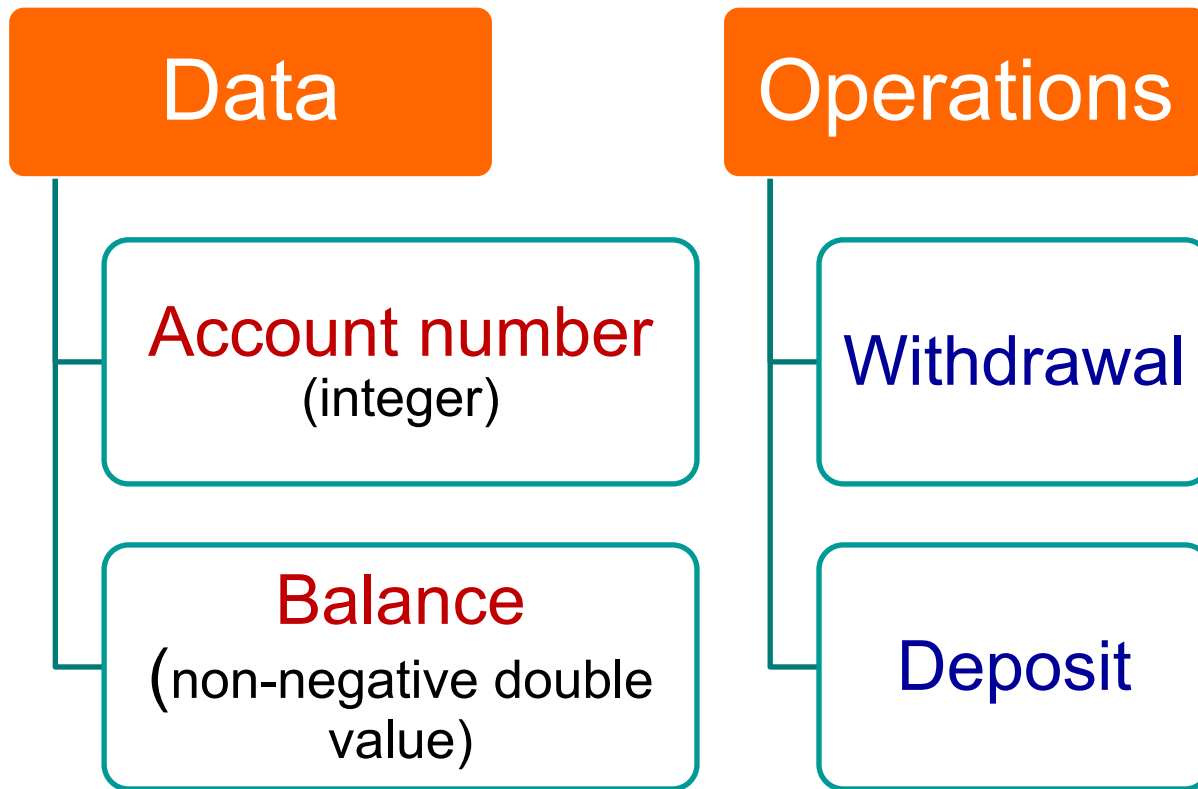 Data
Account number
(integer)
Balance
(non-negative double
value)
Operations
Withdrawal
Deposit